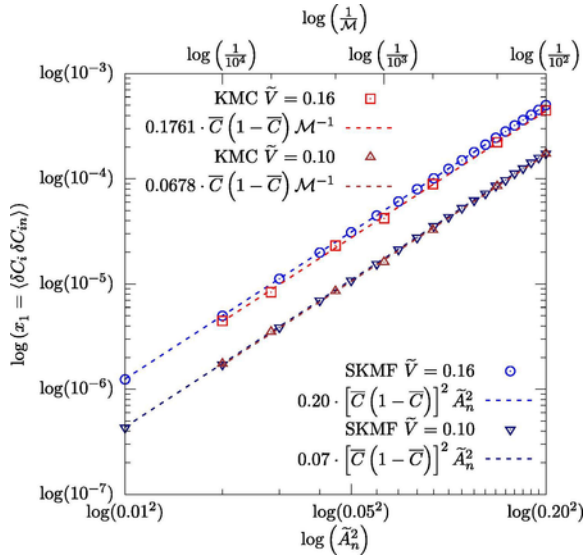 log (1/ℳ)
log (1/10⁴) log (1/10³) log (1/10²)
log(10⁻³)
log(10⁻⁴)
log(10⁻⁵)
log(10⁻⁶)
log(10⁻⁷)
log (x₁ = ⟨δCᵢ δCᵢₙ⟩)
KMC Ṽ = 0.16
0.1761 · C̅ (1−C̅) ℳ⁻¹
KMC Ṽ = 0.10
0.0678 · C̅ (1−C̅) ℳ⁻¹
SKMF Ṽ = 0.16
0.20 · [C̅ (1−C̅)]² Ãₙ²
SKMF Ṽ = 0.10
0.07 · [C̅ (1−C̅)]² Ãₙ²
log(0.01²) log(0.05²) log(0.20²)
log (Ãₙ²)